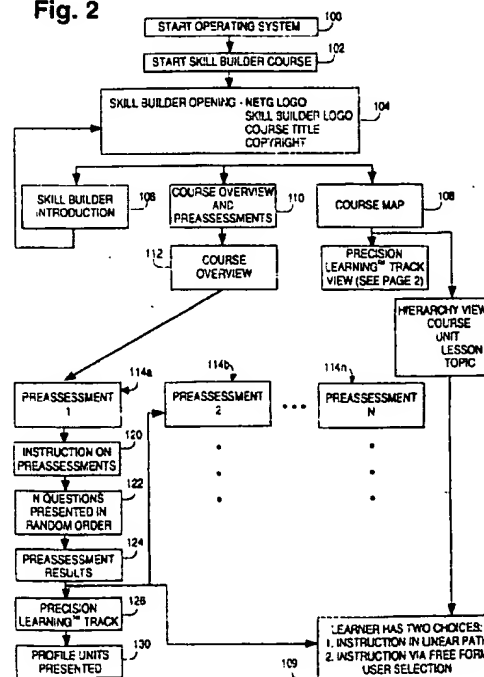 Fig. 2
START OPERATING SYSTEM
100
START SKILL BUILDER COURSE
102
SKILL BUILDER OPENING - NETG LOGO
SKILL BUILDER LOGO
COURSE TITLE
COPYRIGHT
104
SKILL BUILDER
INTRODUCTION
106
COURSE OVERVIEW
AND
PREASSESSMENTS
110
COURSE MAP
108
112
COURSE
OVERVIEW
PRECISION
LEARNING™ TRACK
VIEW (SEE PAGE 2)
HIERARCHY VIEW
COURSE
UNIT
LESSON
TOPIC
114a
PREASSESSMENT
1
114b
PREASSESSMENT
2
• • •
114n
PREASSESSMENT
N
120
INSTRUCTION ON
PREASSESSMENTS
122
N QUESTIONS
PRESENTED IN
RANDOM ORDER
124
PREASSESSMENT
RESULTS
126
PRECISION
LEARNING™ TRACK
130
PROFILE UNITS
PRESENTED
LEARNER HAS TWO CHOICES:
1. INSTRUCTION IN LINEAR PATH
2. INSTRUCTION VIA FREE FORM
USER SELECTION
109